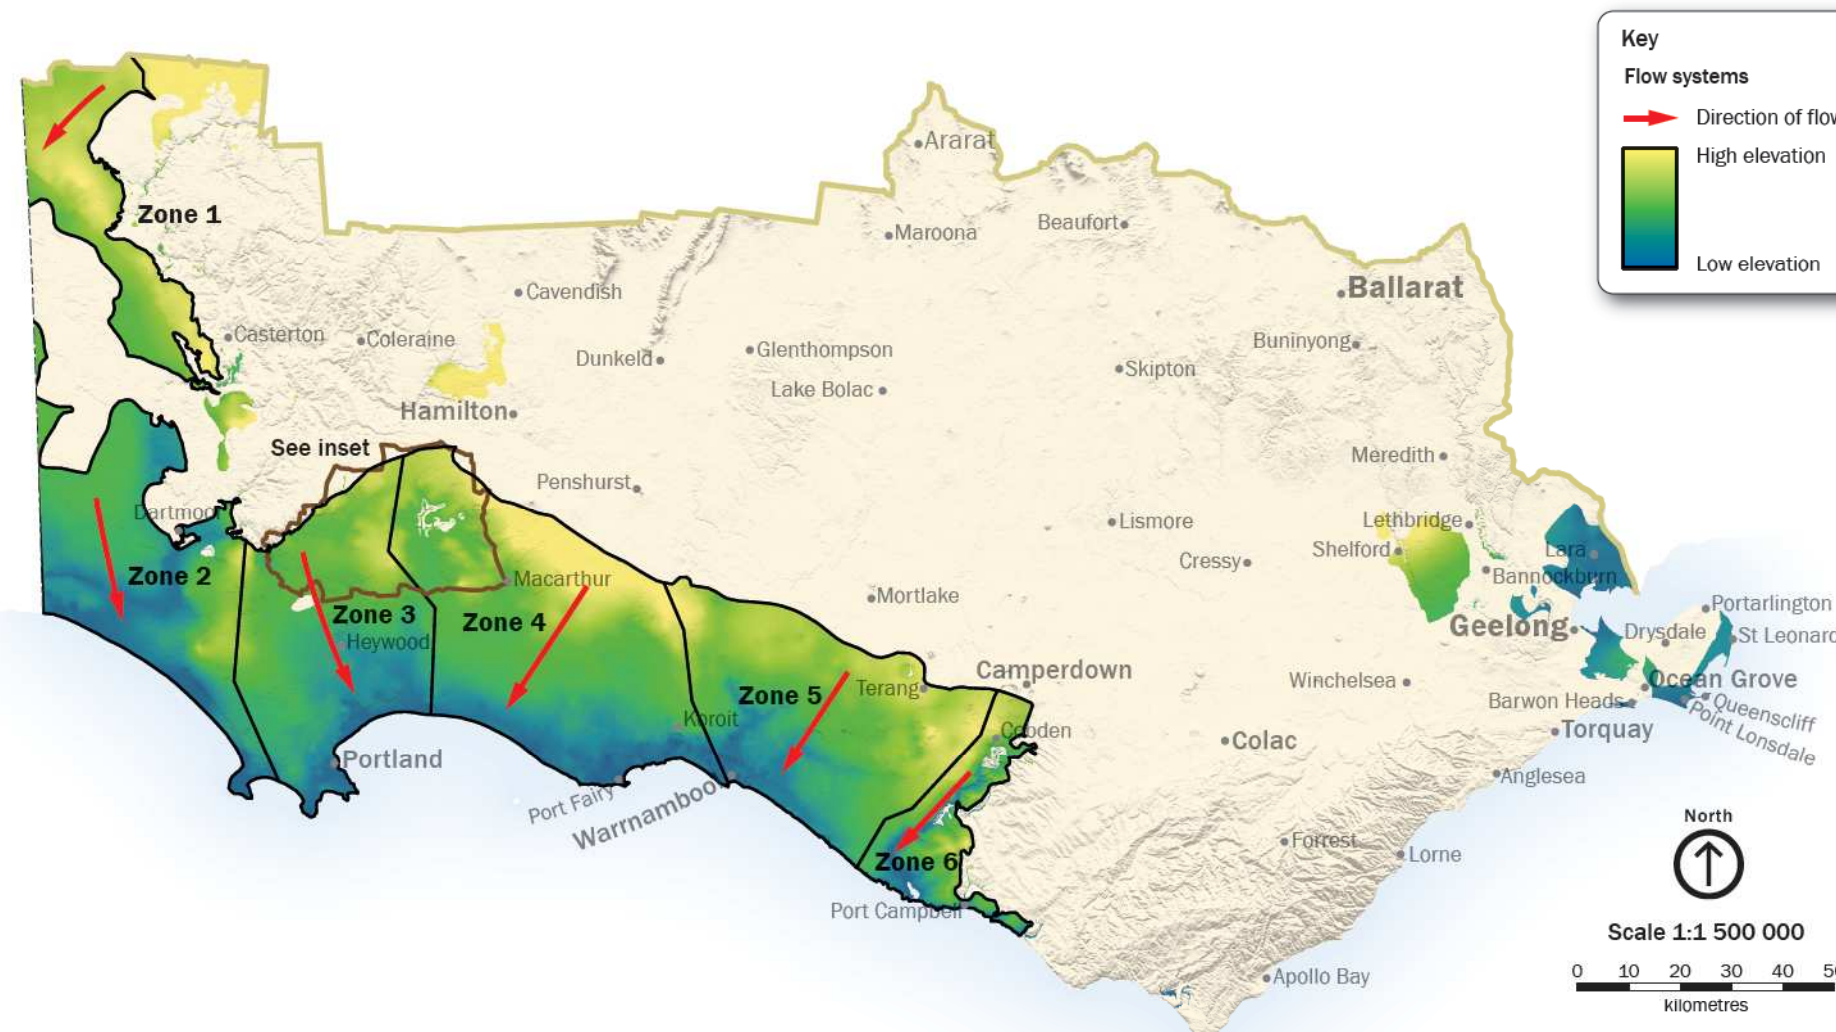 Key
Flow systems
Direction of flow
High elevation
Low elevation
Ararat
Maroona
Beaufort
Zone 1
Cavendish
Ballarat
Casterton
Coleraine
Dunkeld
Glenthompson
Buninyong
Lake Bolac
Skipton
Hamilton
See inset
Meredith
Penshurst
Dartmoor
Lismore
Lethbridge
Shelford
Lara
Cressy
Bannockburn
Zone 2
Macarthur
Mortlake
Portarlington
Zone 3
Zone 4
Geelong
Drysdale
St Leonard
Heywood
Camperdown
Terang
Zone 5
Winchelsea
Ocean Grove
Barwon Heads
Queenscliff
Point Lonsdale
Koroit
Cobden
Colac
Torquay
Portland
Anglesea
Port Fairy
Warrnambool
North
Forrest
Lorne
Zone 6
Port Campbell
Scale 1:1 500 000
Apollo Bay
0 10 20 30 40
kilometres